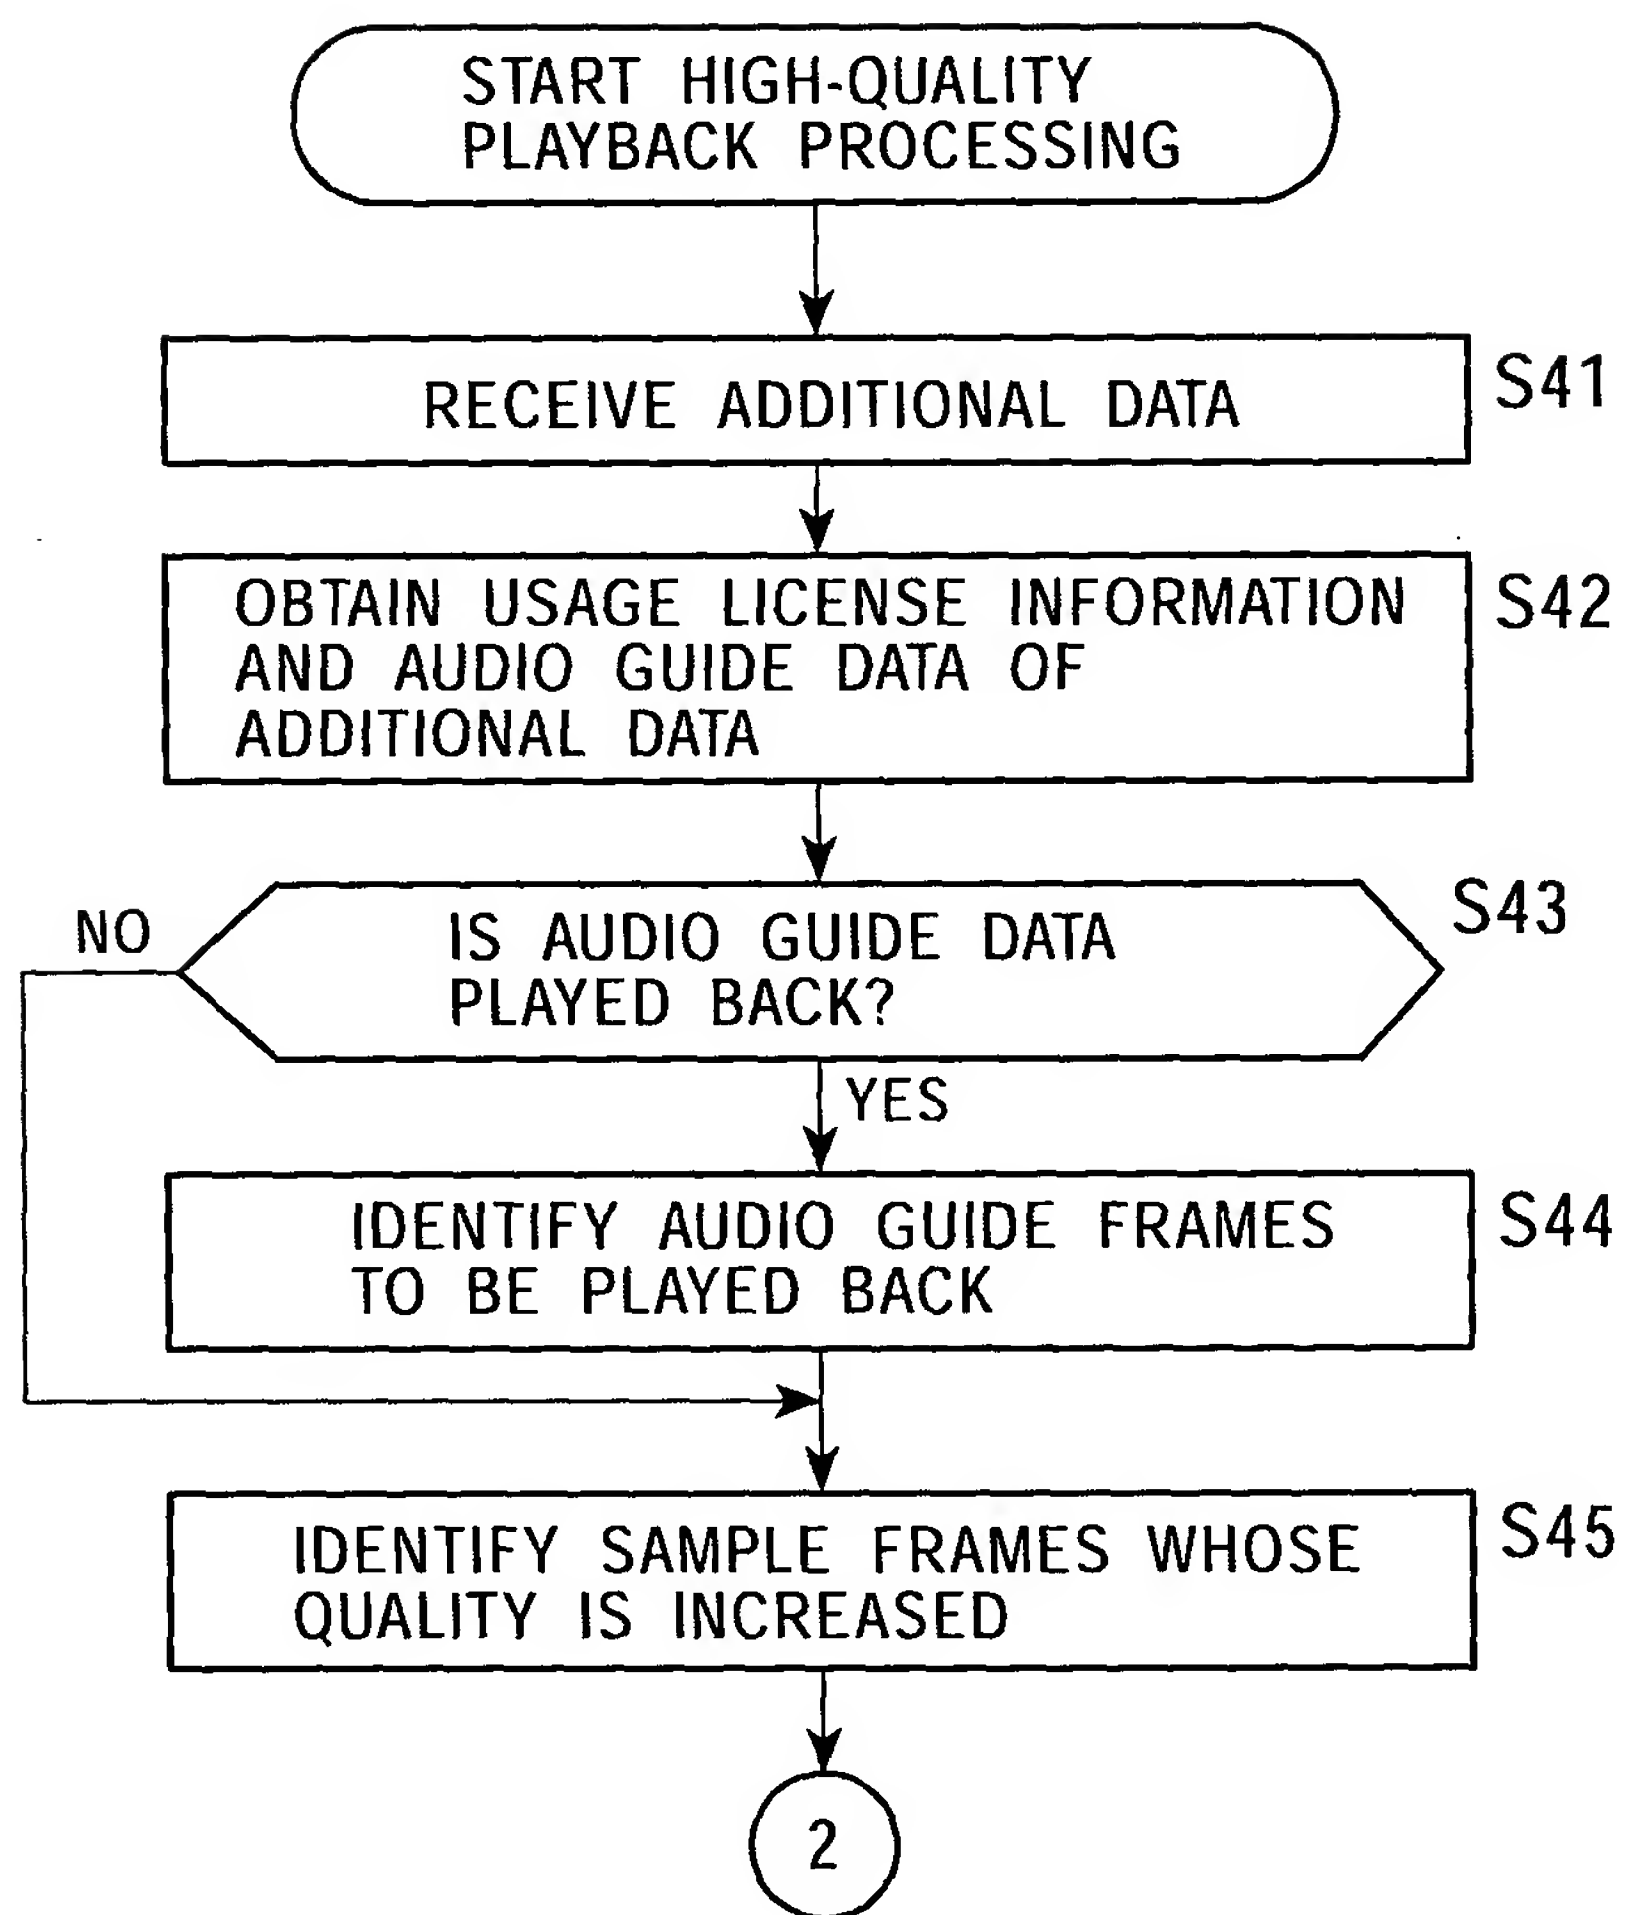 START HIGH-QUALITY
PLAYBACK PROCESSING
RECEIVE ADDITIONAL DATA
S41
OBTAIN USAGE LICENSE INFORMATION
AND AUDIO GUIDE DATA OF
ADDITIONAL DATA
S42
IS AUDIO GUIDE DATA
PLAYED BACK?
S43
NO
YES
IDENTIFY AUDIO GUIDE FRAMES
TO BE PLAYED BACK
S44
IDENTIFY SAMPLE FRAMES WHOSE
QUALITY IS INCREASED
S45
2